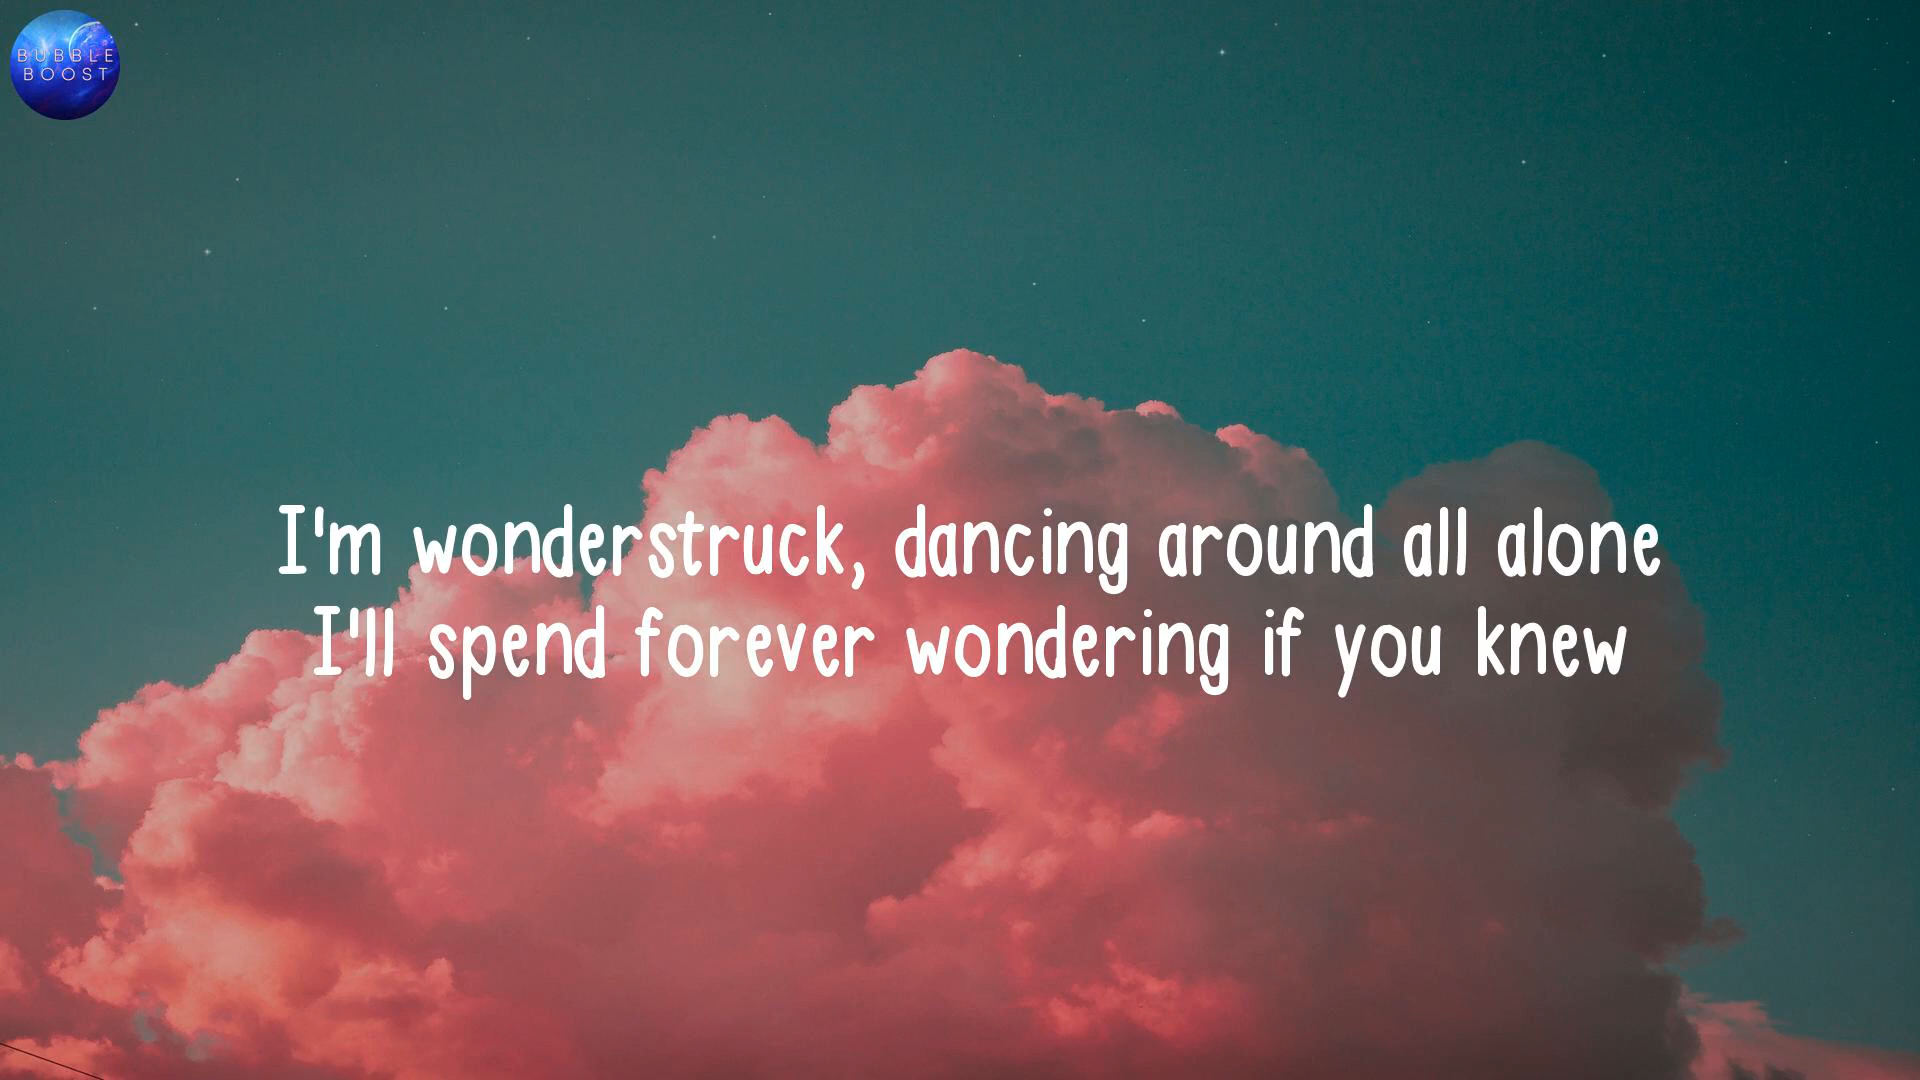 BUBBLE
BOOST
I'm wonderstruck, dancing around all alone
I'll spend forever wondering if you knew